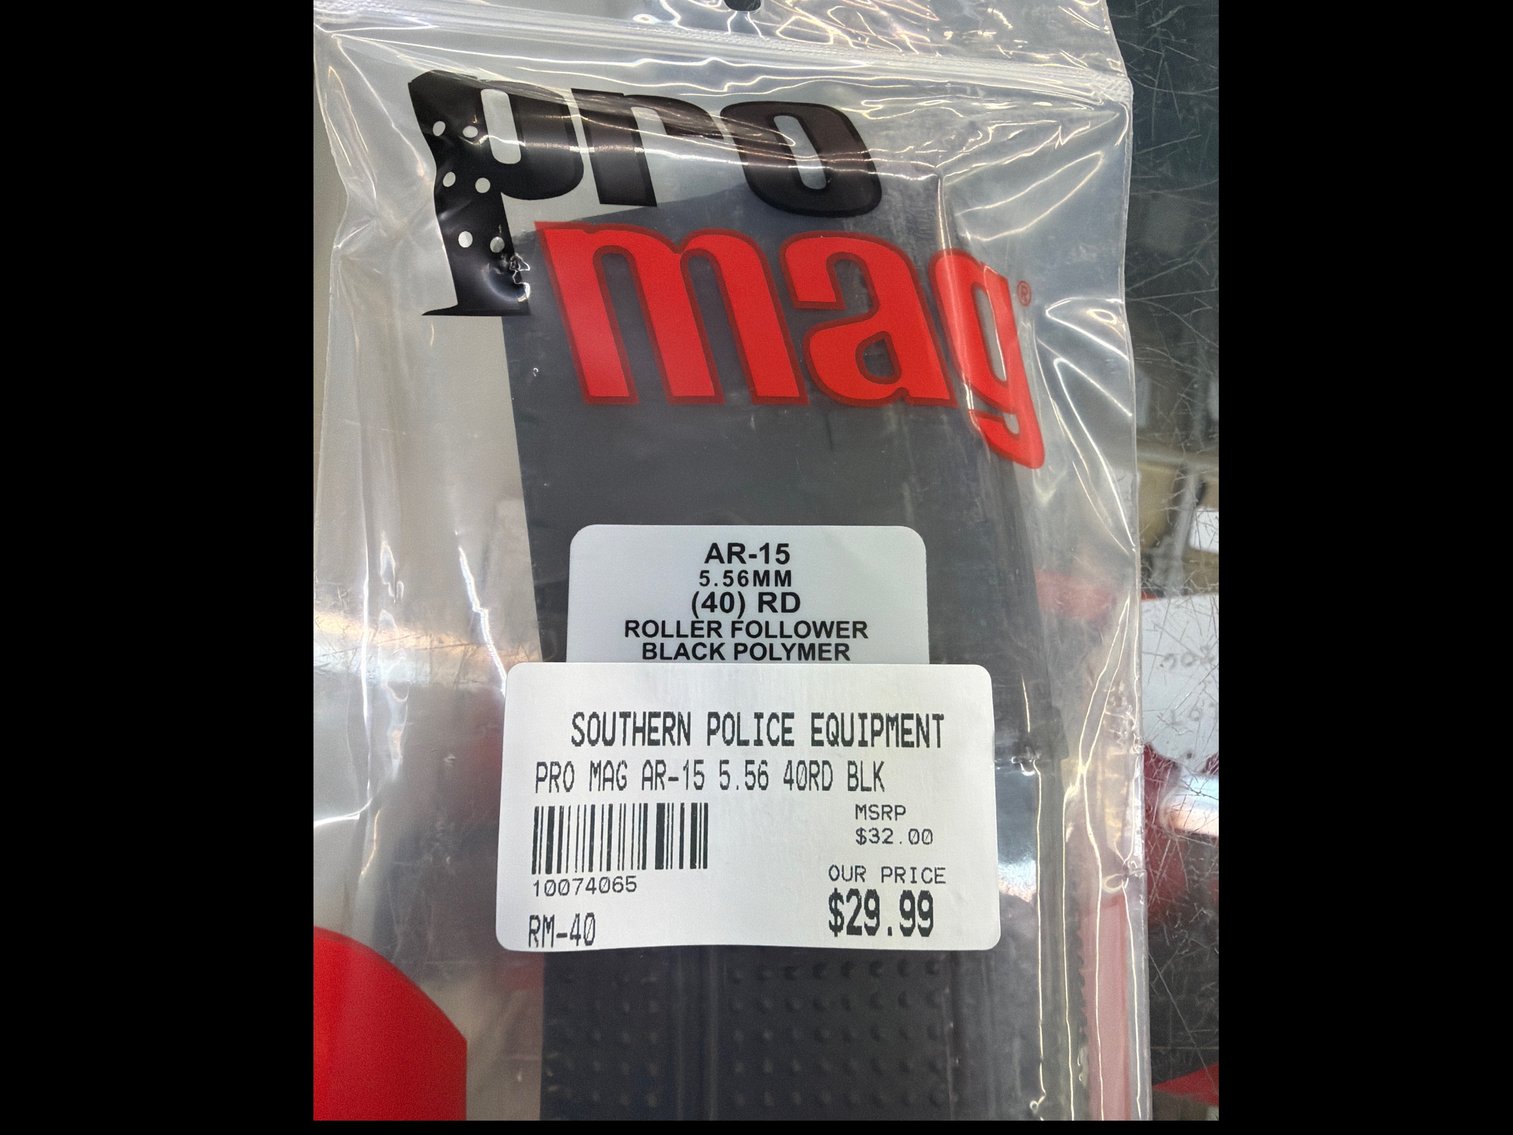 pro
mag®
AR-15
5.56MM
(40) RD
ROLLER FOLLOWER
BLACK POLYMER
SOUTHERN POLICE EQUIPMENT
PRO MAG AR-15 5.56 40RD BLK
MSRP
$32.00
10074065
OUR PRICE
RM-40
$29.99